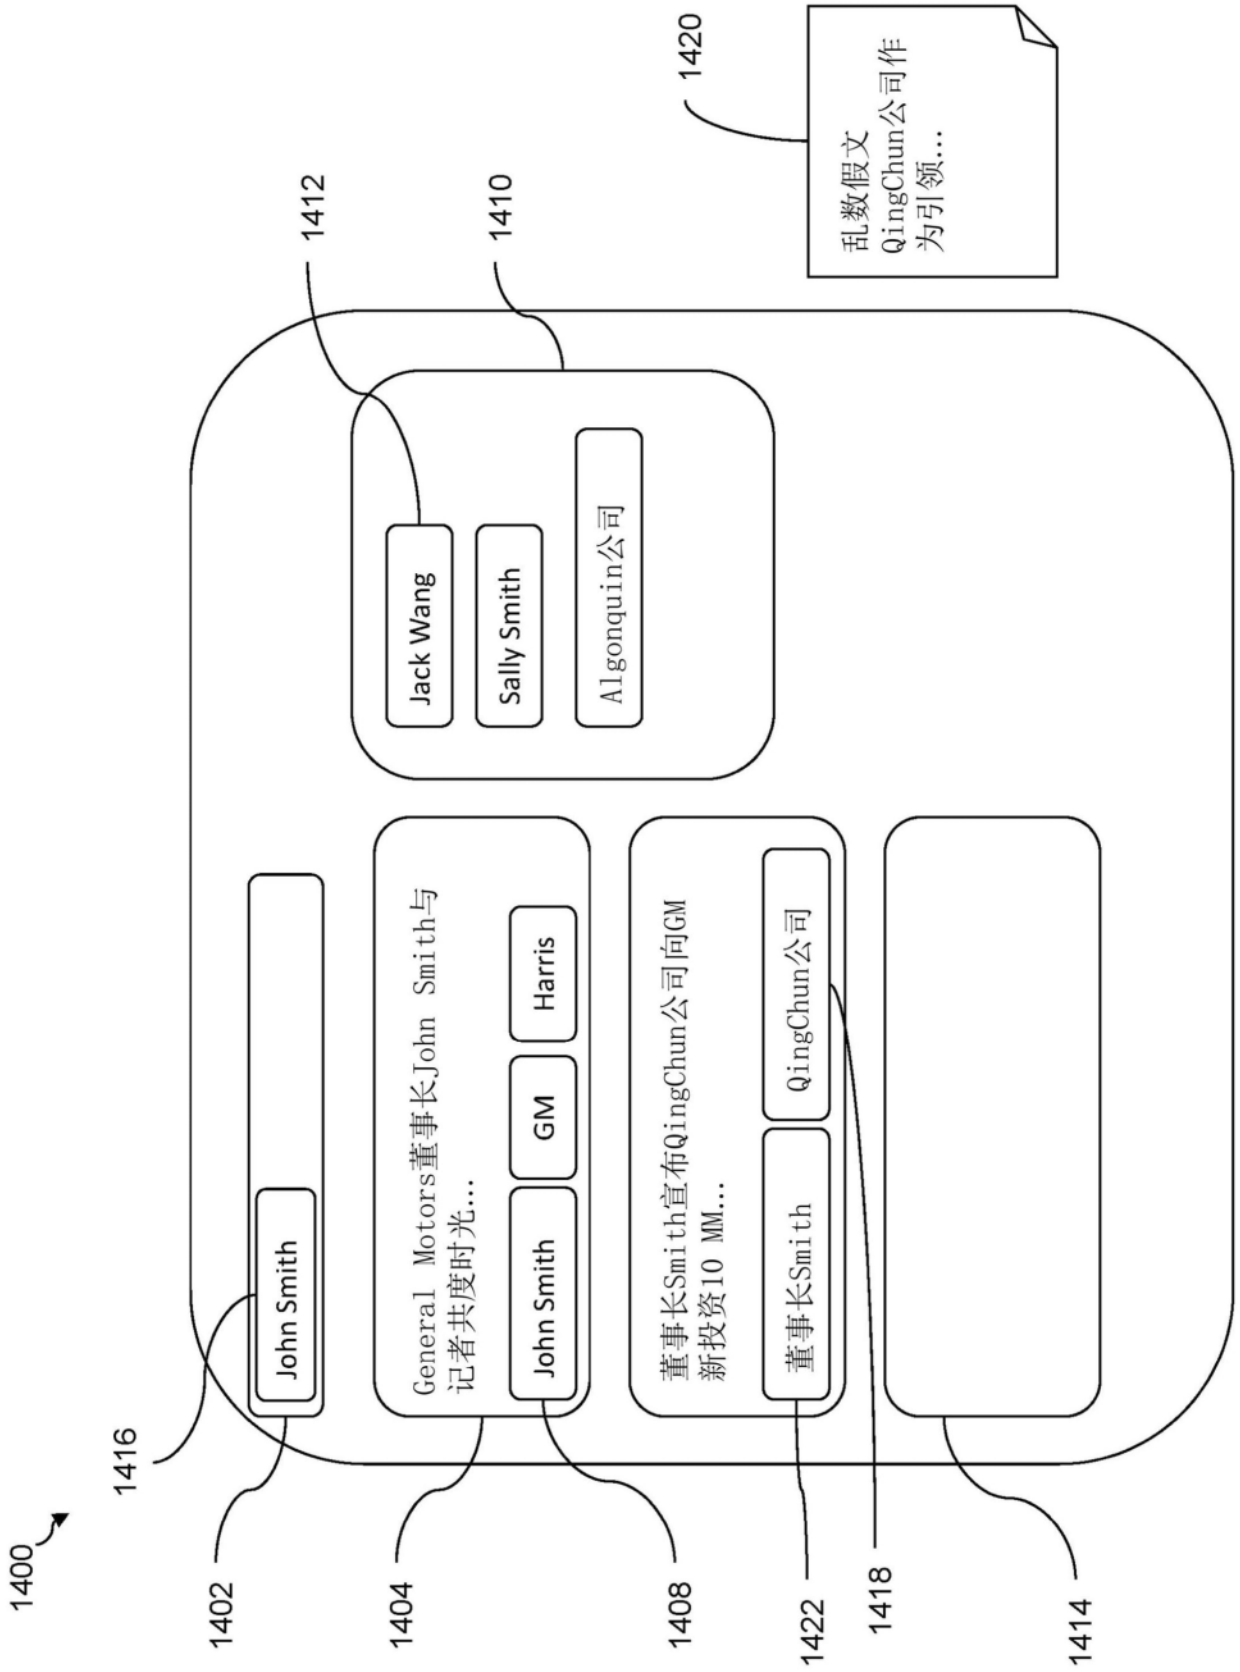 1400
1416
1402
John Smith
1404
General Motors董事长John Smith与
记者共度时光...
John Smith
GM
Harris
1408
董事长Smith宣布QingChun公司向GM
新投资10 MM...
董事长Smith
QingChun公司
1422
1418
1414
1412
Jack Wang
Sally Smith
Algonquin公司
1410
1420
乱数假文
QingChun公司作
为引领...